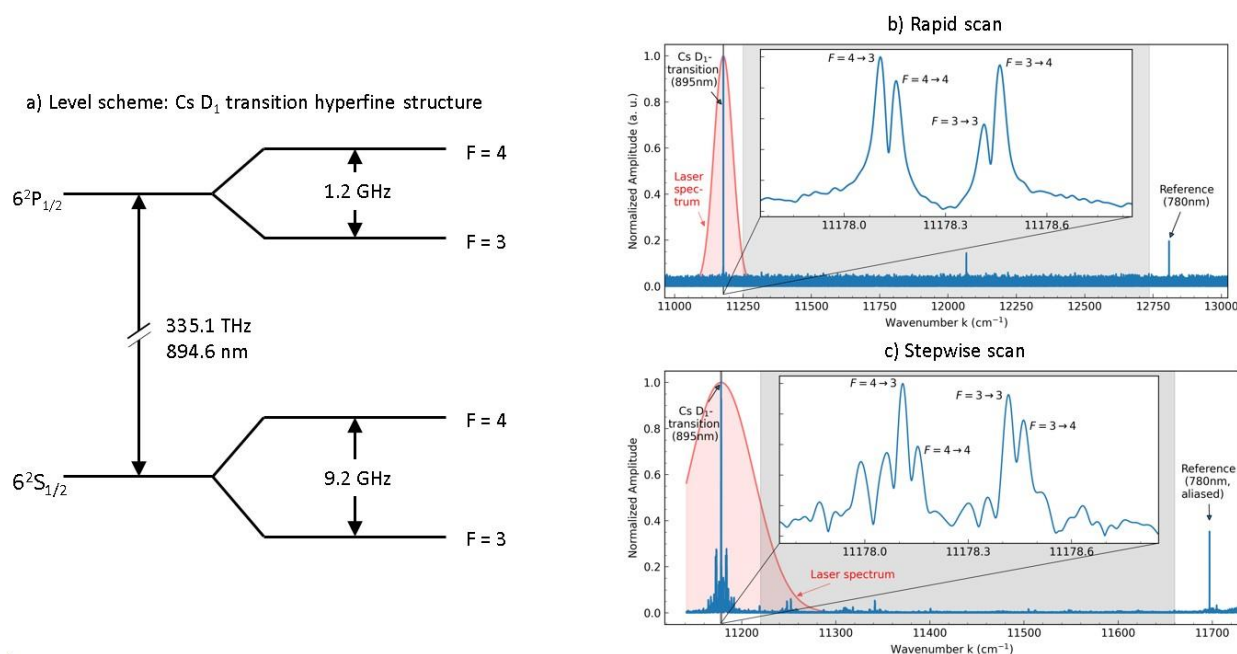 a) Level scheme: Cs D₁ transition hyperfine structure
F = 4
6²P₁/₂
1.2 GHz
F = 3
335.1 THz
894.6 nm
F = 4
6²S₁/₂
9.2 GHz
F = 3
b) Rapid scan
Normalized Amplitude (a. u.)
1.0
0.8
0.6
0.4
0.2
0.0
Cs D₁-
transition
(895nm)
Laser
spec-
trum
F = 4 → 3
F = 4 → 4
F = 3 → 3
F = 3 → 4
11178.0
11178.3
11178.6
Reference
(780nm)
11000
11250
11500
11750
12000
12250
12500
12750
13000
Wavenumber k (cm⁻¹)
c) Stepwise scan
Normalized Amplitude
1.0
0.8
0.6
0.4
0.2
0.0
Cs D₁-
transition
(895nm)
F = 4 → 3
F = 4 → 4
F = 3 → 3
F = 3 → 4
11178.0
11178.3
11178.6
Laser spectrum
Reference
(780nm,
aliased)
11200
11300
11400
11500
11600
11700
Wavenumber k (cm⁻¹)